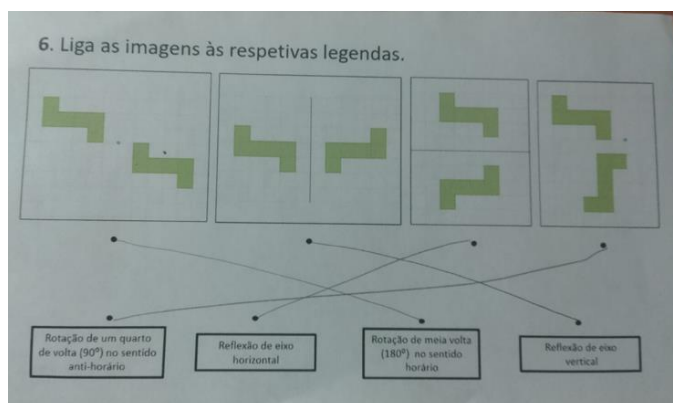 6. Liga as imagens às respetivas legendas.
Rotação de um quarto
de volta (90º) no sentido
anti-horário
Reflexão de eixo
horizontal
Rotação de meia volta
(180º) no sentido
horário
Reflexão de eixo
vertical